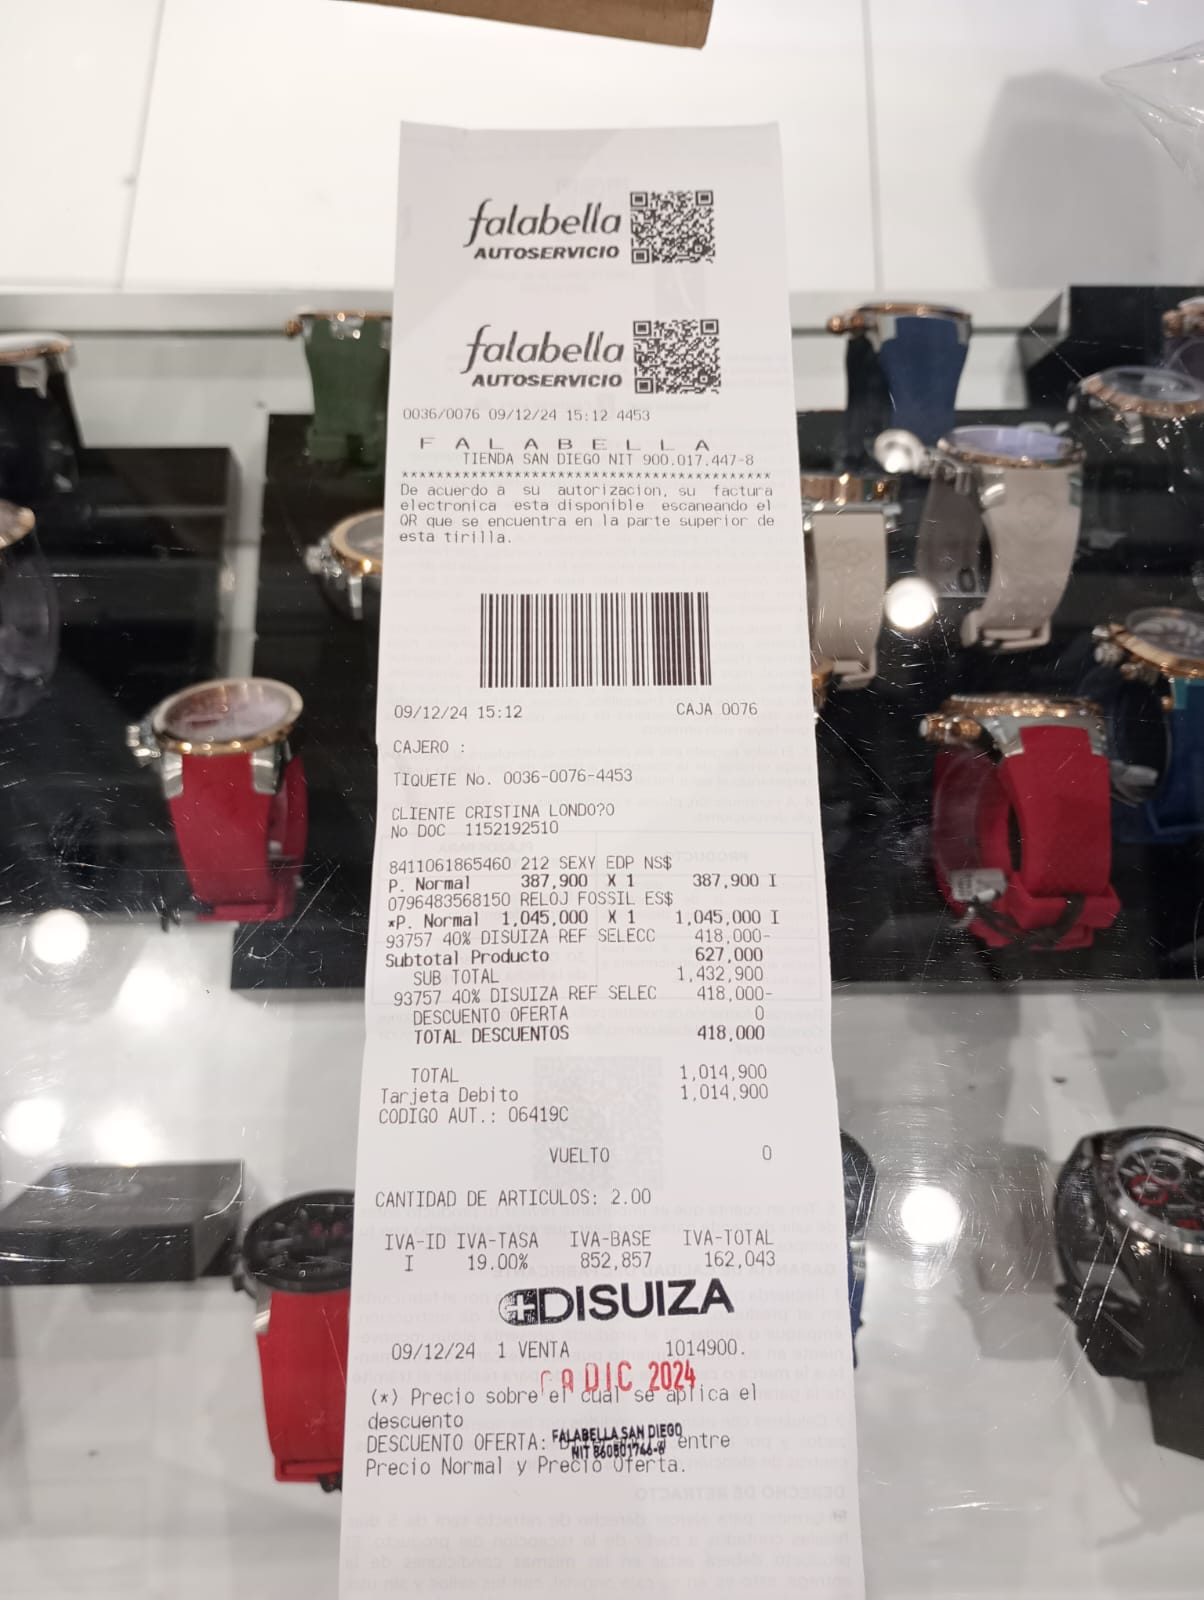 falabella
AUTOSERVICIO
falabella
AUTOSERVICIO
0036/0076 09/12/24 15:12 4453
F A L A B E L L A
TIENDA SAN DIEGO NIT 900.017.447-8
****************************************
De acuerdo a su autorizacion, su factura
electronica esta disponible escaneando el
QR que se encuentra en la parte superior de
esta tirilla.
09/12/24 15:12 CAJA 0076
CAJERO :
TIQUETE No. 0036-0076-4453
CLIENTE CRISTINA LONDO?O
No DOC 1152192510
8411061865460 212 SEXY EDP NS$
P. Normal 387,900 X 1 387,900 I
0796483568150 RELOJ FOSSIL ES$
*P. Normal 1,045,000 X 1 1,045,000 I
93757 40% DISUIZA REF SELECC 418,000-
Subtotal Producto 627,000
SUB TOTAL 1,432,900
93757 40% DISUIZA REF SELEC 418,000-
DESCUENTO OFERTA 0
TOTAL DESCUENTOS 418,000
TOTAL 1,014,900
Tarjeta Debito 1,014,900
CODIGO AUT.: 06419C
VUELTO 0
CANTIDAD DE ARTICULOS: 2.00
IVA-ID IVA-TASA IVA-BASE IVA-TOTAL
I 19.00% 852,857 162,043
DISUIZA
09/12/24 1 VENTA 1014900.
DIC 2024
(*) Precio sobre el cual se aplica el
descuento
FALABELLA SAN DIEGO
NIT 860801746-6
DESCUENTO OFERTA: entre
Precio Normal y Precio Oferta.